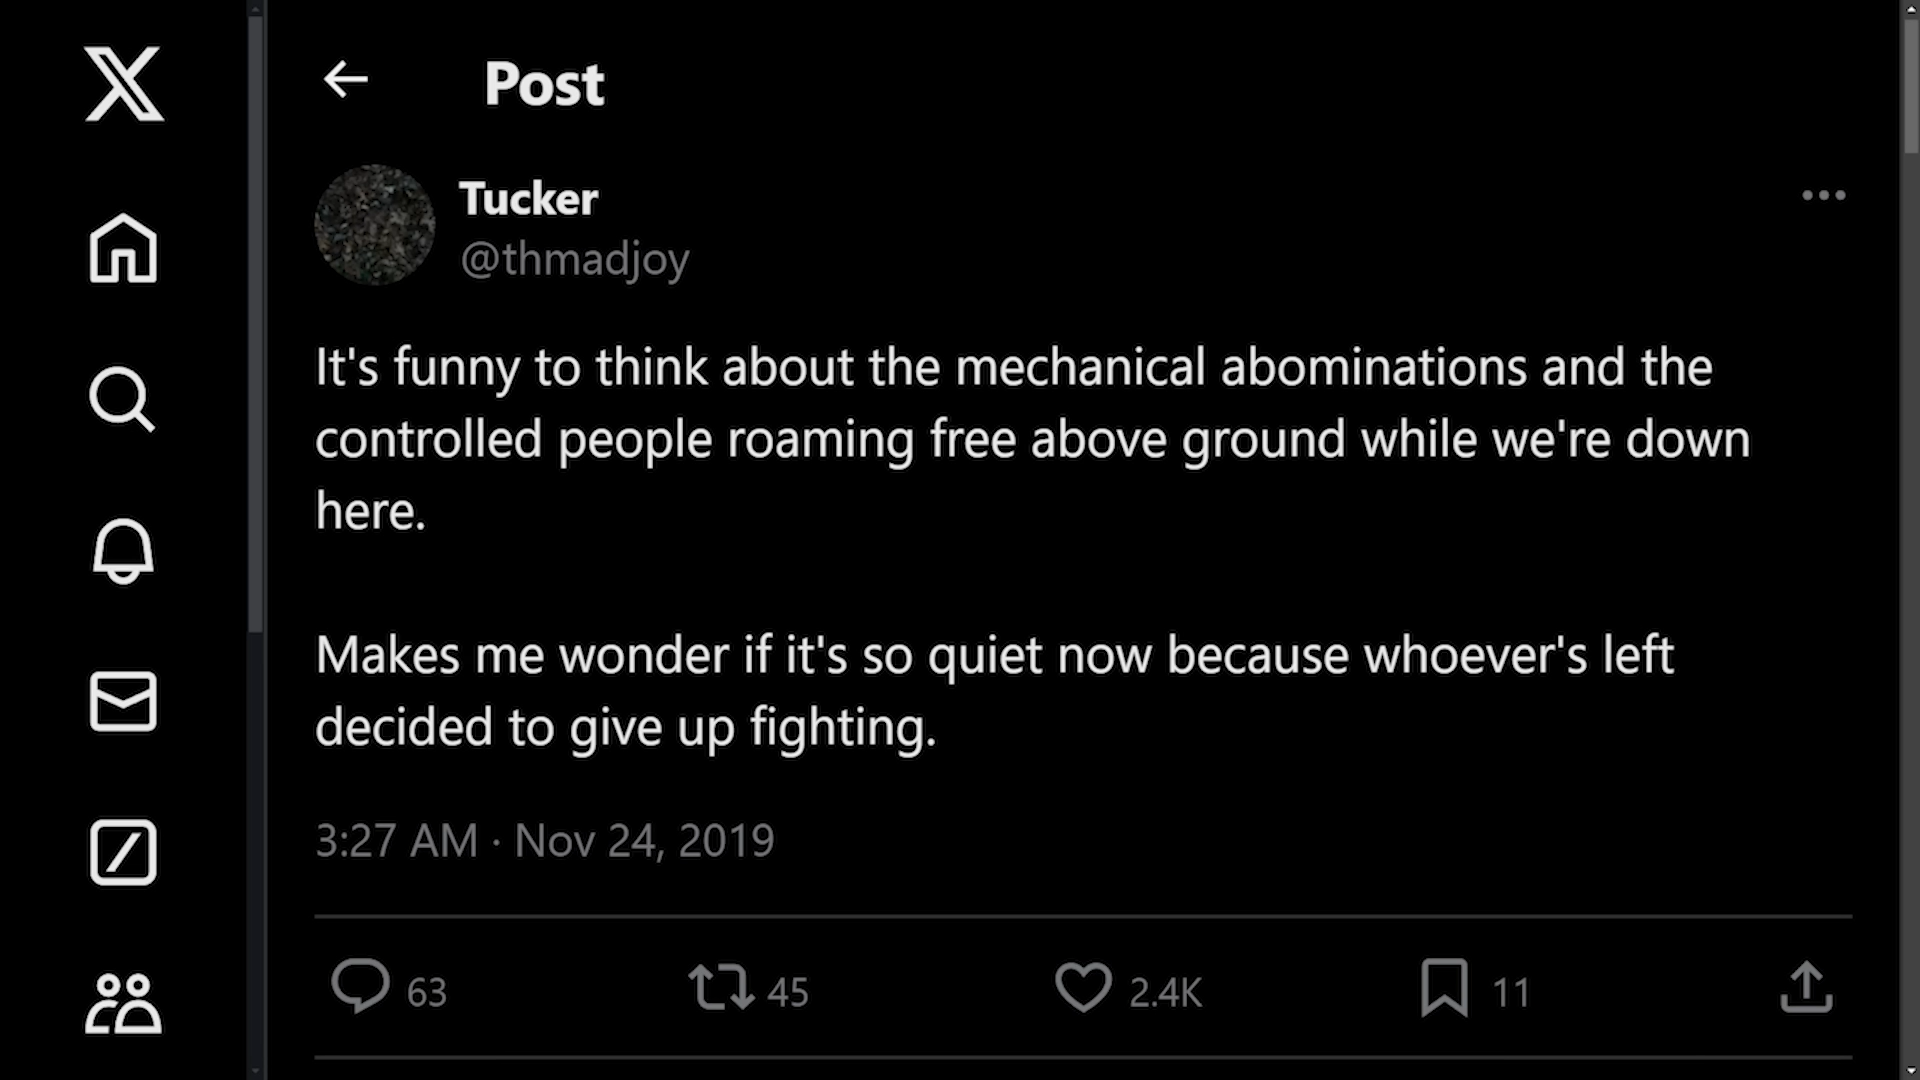 Post
Tucker
@thmadjoy
It's funny to think about the mechanical abominations and the
controlled people roaming free above ground while we're down
here.
Makes me wonder if it's so quiet now because whoever's left
decided to give up fighting.
3:27 AM · Nov 24, 2019
63 45 2.4K 11